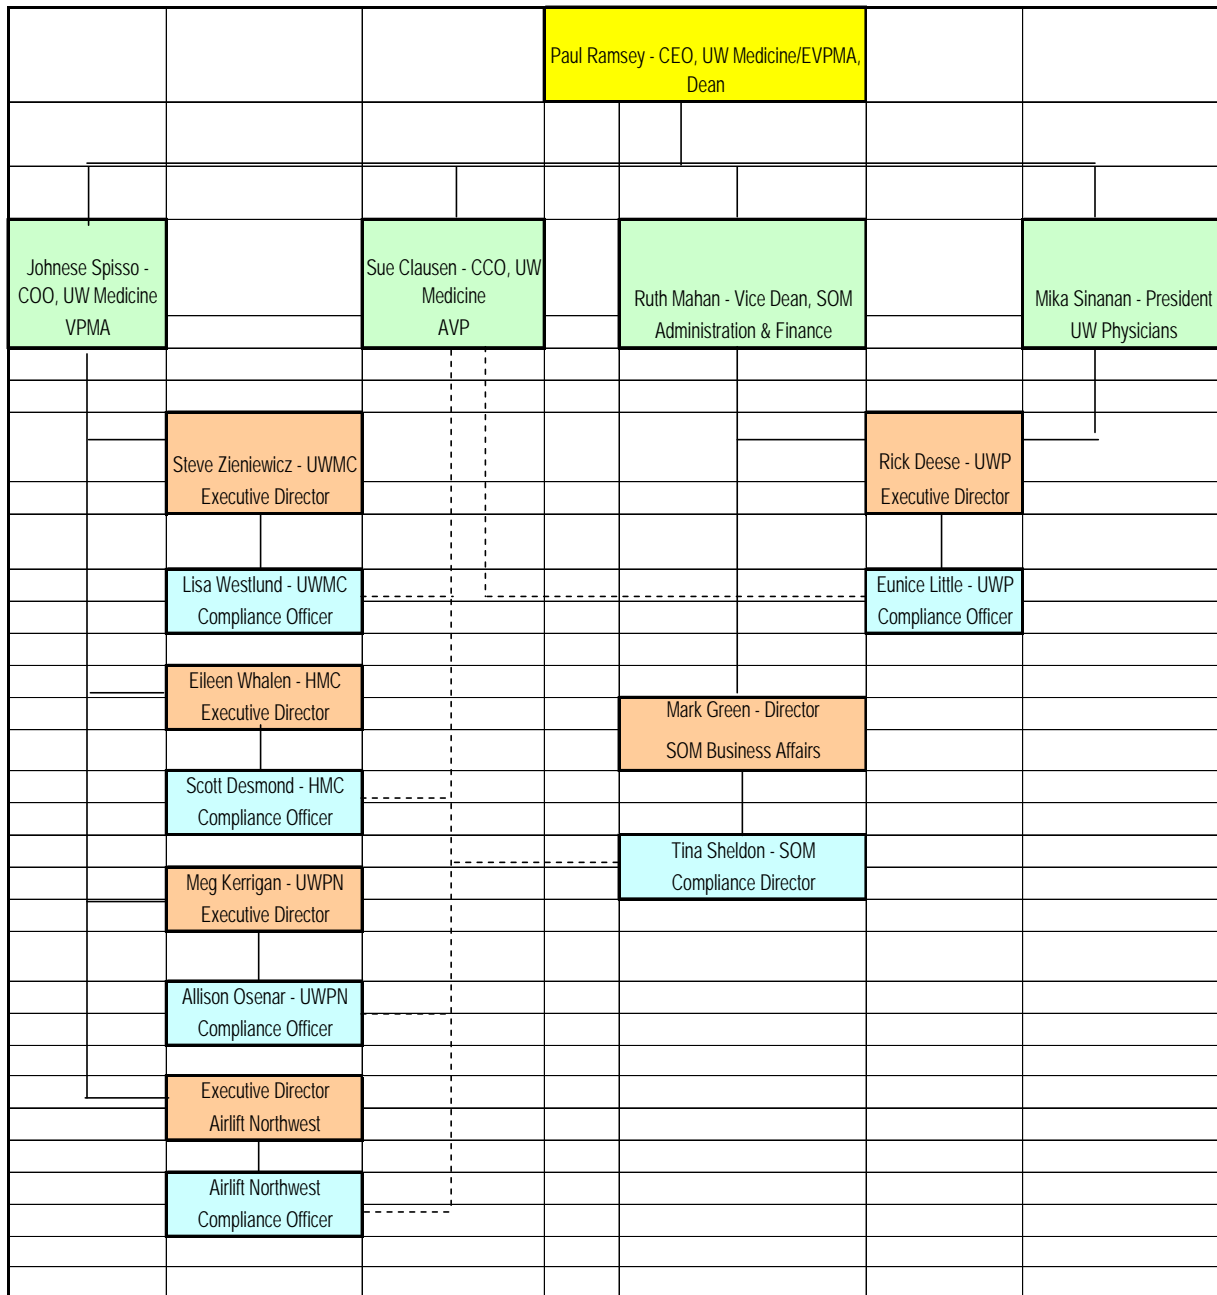 Paul Ramsey - CEO, UW Medicine/EVPMA,
Dean
Johnese Spisso -
COO, UW Medicine
VPMA
Sue Clausen - CCO, UW
Medicine
AVP
Ruth Mahan - Vice Dean, SOM
Administration & Finance
Mika Sinanan - President
UW Physicians
Steve Zieniewicz - UWMC
Executive Director
Rick Deese - UWP
Executive Director
Lisa Westlund - UWMC
Compliance Officer
Eunice Little - UWP
Compliance Officer
Eileen Whalen - HMC
Executive Director
Mark Green - Director
SOM Business Affairs
Scott Desmond - HMC
Compliance Officer
Tina Sheldon - SOM
Compliance Director
Meg Kerrigan - UWPN
Executive Director
Allison Osenar - UWPN
Compliance Officer
Executive Director
Airlift Northwest
Airlift Northwest
Compliance Officer